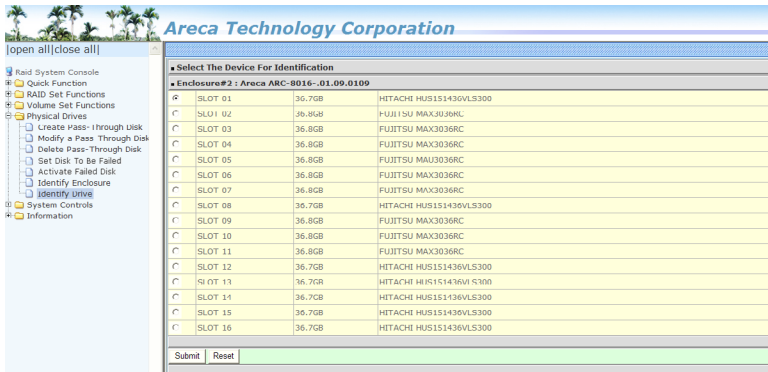 Areca Technology Corporation
|open all|close all|
Raid System Console
Quick Function
RAID Set Functions
Volume Set Functions
Physical Drives
Create Pass-Through Disk
Modify a Pass-Through Disk
Delete Pass-Through Disk
Set Disk To Be Failed
Activate Failed Disk
Identify Enclosure
Identify Drive
System Controls
Information
Select The Device For Identification
Enclosure#2 : Areca ARC-8016-.01.09.0109
SLOT 01 36.7GB HITACHI HUS151436VLS300
SLOT 02 36.8GB FUJITSU MAX3036RC
SLOT 03 36.8GB FUJITSU MAX3036RC
SLOT 04 36.8GB FUJITSU MAX3036RC
SLOT 05 36.8GB FUJITSU MAU3036RC
SLOT 06 36.8GB FUJITSU MAX3036RC
SLOT 07 36.8GB FUJITSU MAX3036RC
SLOT 08 36.7GB HITACHI HUS151436VLS300
SLOT 09 36.8GB FUJITSU MAX3036RC
SLOT 10 36.8GB FUJITSU MAX3036RC
SLOT 11 36.8GB FUJITSU MAX3036RC
SLOT 12 36.7GB HITACHI HUS151436VLS300
SLOT 13 36.7GB HITACHI HUS151436VLS300
SLOT 14 36.7GB HITACHI HUS151436VLS300
SLOT 15 36.7GB HITACHI HUS151436VLS300
SLOT 16 36.7GB HITACHI HUS151436VLS300
Submit Reset